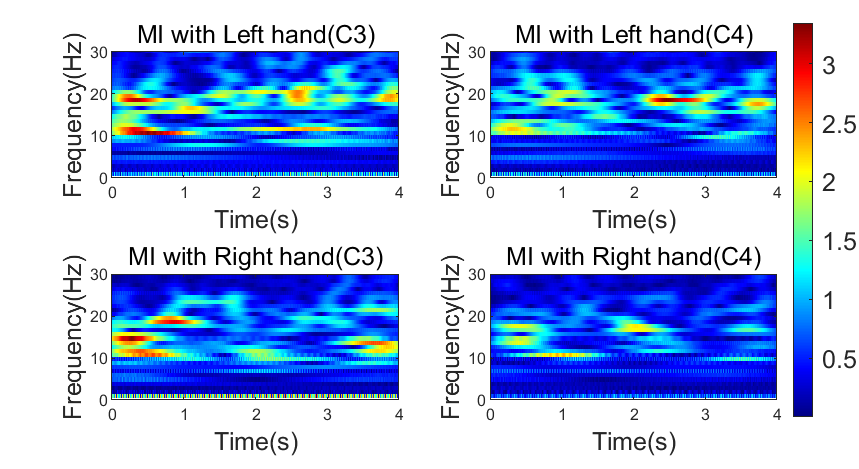 MI with Left hand(C3)
Frequency(Hz)
30
20
10
0
0 1 2 3 4
Time(s)
MI with Left hand(C4)
Frequency(Hz)
30
20
10
0
0 1 2 3 4
Time(s)
MI with Right hand(C3)
Frequency(Hz)
30
20
10
0
0 1 2 3 4
Time(s)
MI with Right hand(C4)
Frequency(Hz)
30
20
10
0
0 1 2 3 4
Time(s)
3
2.5
2
1.5
1
0.5